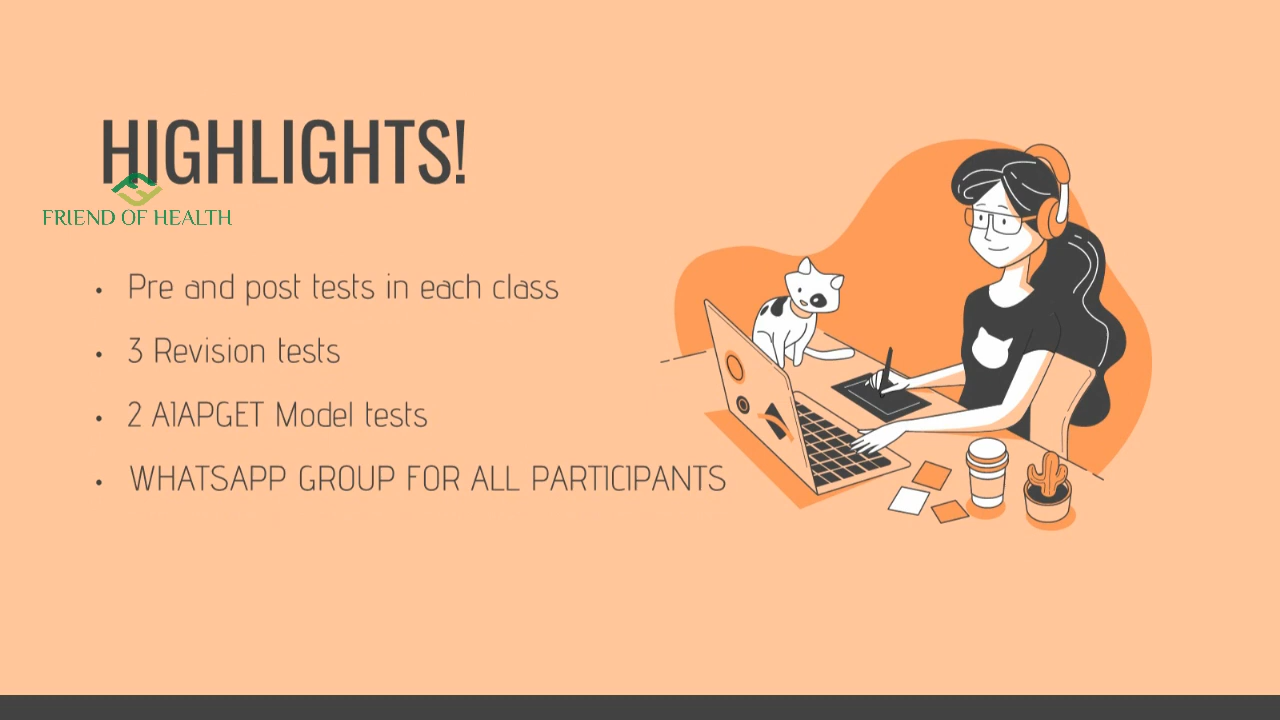 HIGHLIGHTS!
FRIEND OF HEALTH
• Pre and post tests in each class
• 3 Revision tests
• 2 AIAPGET Model tests
• WHATSAPP GROUP FOR ALL PARTICIPANTS